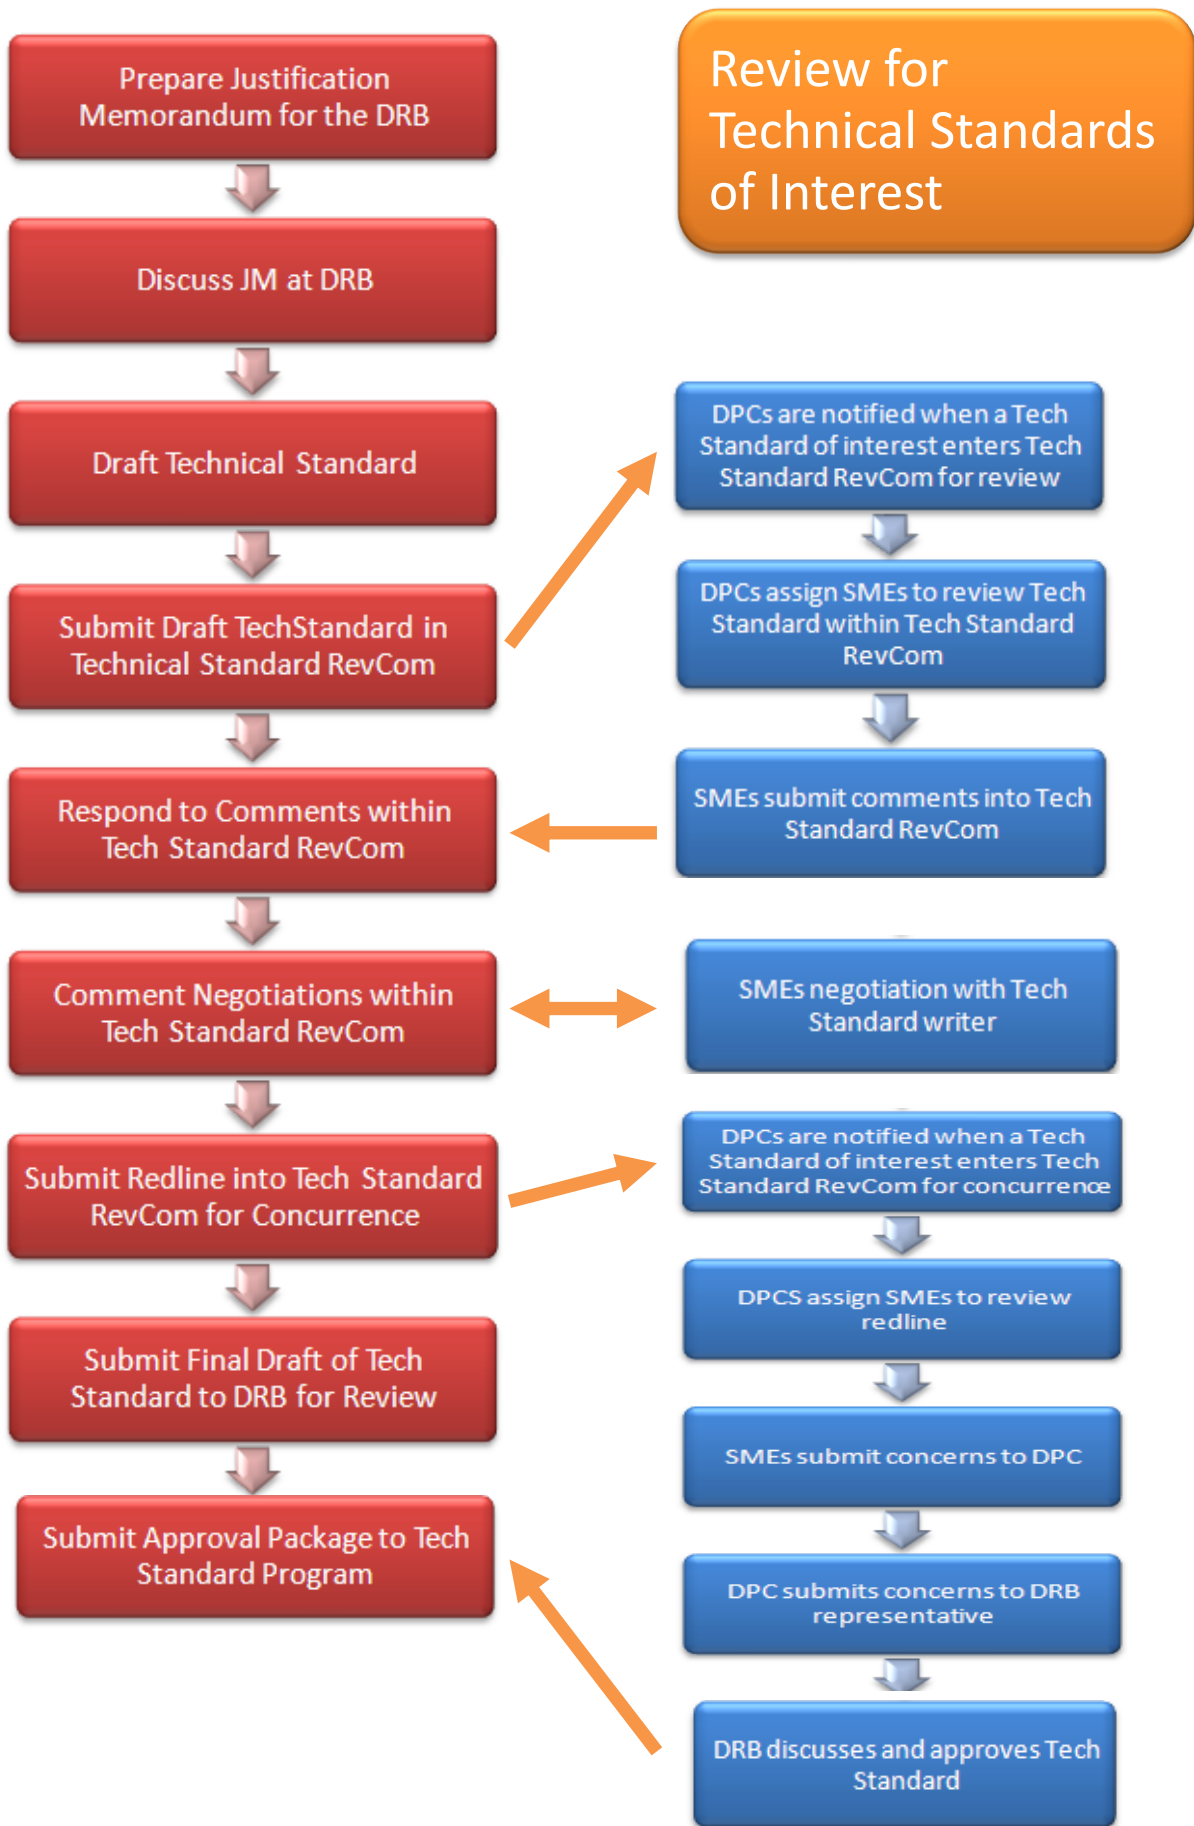 Prepare Justification
Memorandum for the DRB
Discuss JM at DRB
Draft Technical Standard
Submit Draft TechStandard in
Technical Standard RevCom
Respond to Comments within
Tech Standard RevCom
Comment Negotiations within
Tech Standard RevCom
Submit Redline into Tech Standard
RevCom for Concurrence
Submit Final Draft of Tech
Standard to DRB for Review
Submit Approval Package to Tech
Standard Program
Review for
Technical Standards
of Interest
DPCs are notified when a Tech
Standard of interest enters Tech
Standard RevCom for review
DPCs assign SMEs to review Tech
Standard within Tech Standard
RevCom
SMEs submit comments into Tech
Standard RevCom
SMEs negotiation with Tech
Standard writer
DPCs are notified when a Tech
Standard of interest enters Tech
Standard RevCom for concurrence
DPCS assign SMEs to review
redline
SMEs submit concerns to DPC
DPC submits concerns to DRB
representative
DRB discusses and approves Tech
Standard